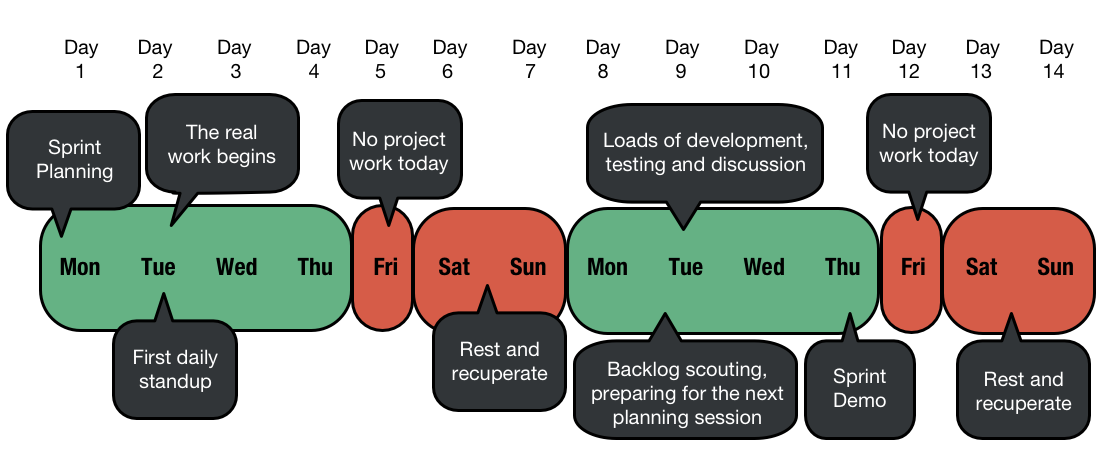 Day Day Day Day Day Day Day Day Day Day Day Day Day Day
1 2 3 4 5 6 7 8 9 10 11 12 13 14
Sprint
Planning
The real
work begins
No project
work today
Loads of development,
testing and discussion
No project
work today
Mon Tue Wed Thu Fri Sat Sun Mon Tue Wed Thu Fri Sat Sun
First daily
standup
Rest and
recuperate
Backlog scouting,
preparing for the next
planning session
Sprint
Demo
Rest and
recuperate